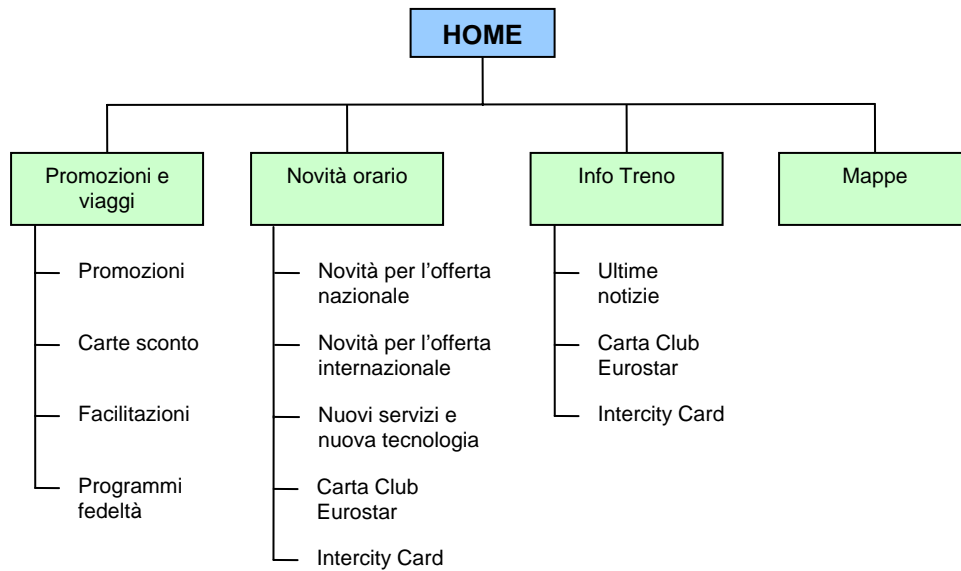 HOME
Promozioni e
viaggi
Promozioni
Carte sconto
Facilitazioni
Programmi
fedeltà
Novità orario
Novità per l’offerta
nazionale
Novità per l’offerta
internazionale
Nuovi servizi e
nuova tecnologia
Carta Club
Eurostar
Intercity Card
Info Treno
Ultime
notizie
Carta Club
Eurostar
Intercity Card
Mappe